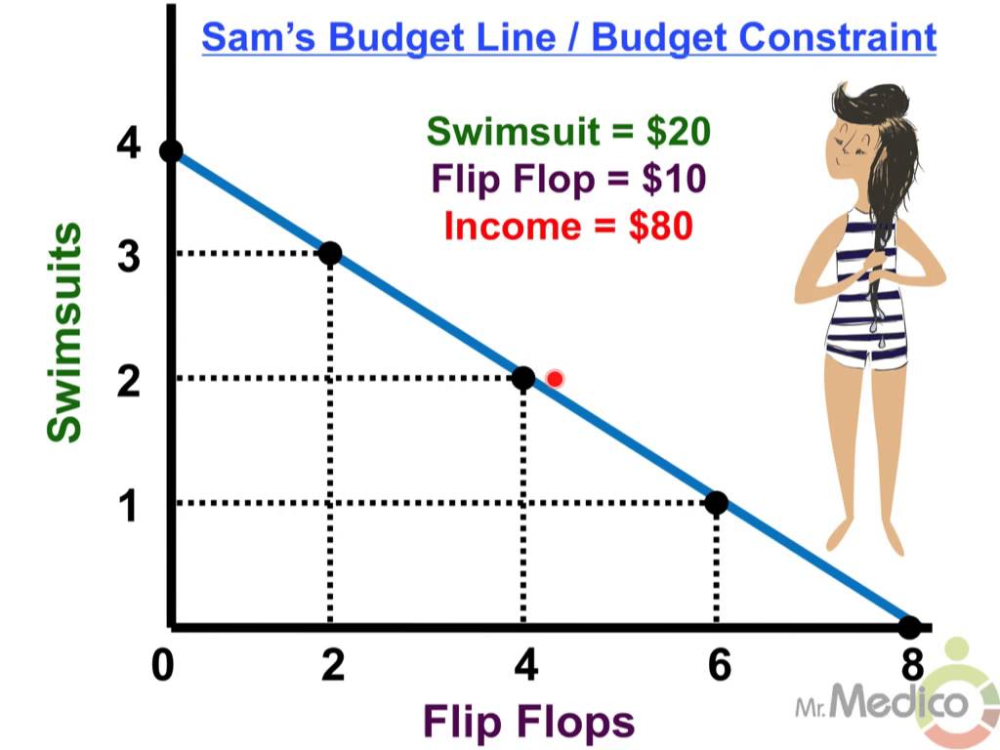 Sam's Budget Line / Budget Constraint
Swimsuit = $20
Flip Flop = $10
Income = $80
Swimsuits
4
3
2
1
0 2 4 6 8
Flip Flops
Mr. Medico